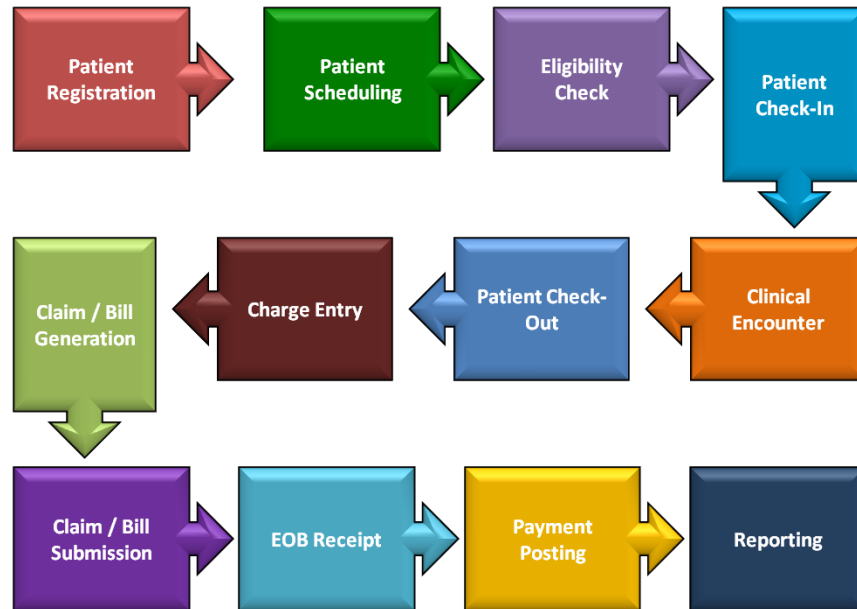 Patient
Registration
Patient
Scheduling
Eligibility
Check
Patient
Check-In
Claim / Bill
Generation
Charge Entry
Patient Check-
Out
Clinical
Encounter
Claim / Bill
Submission
EOB Receipt
Payment
Posting
Reporting